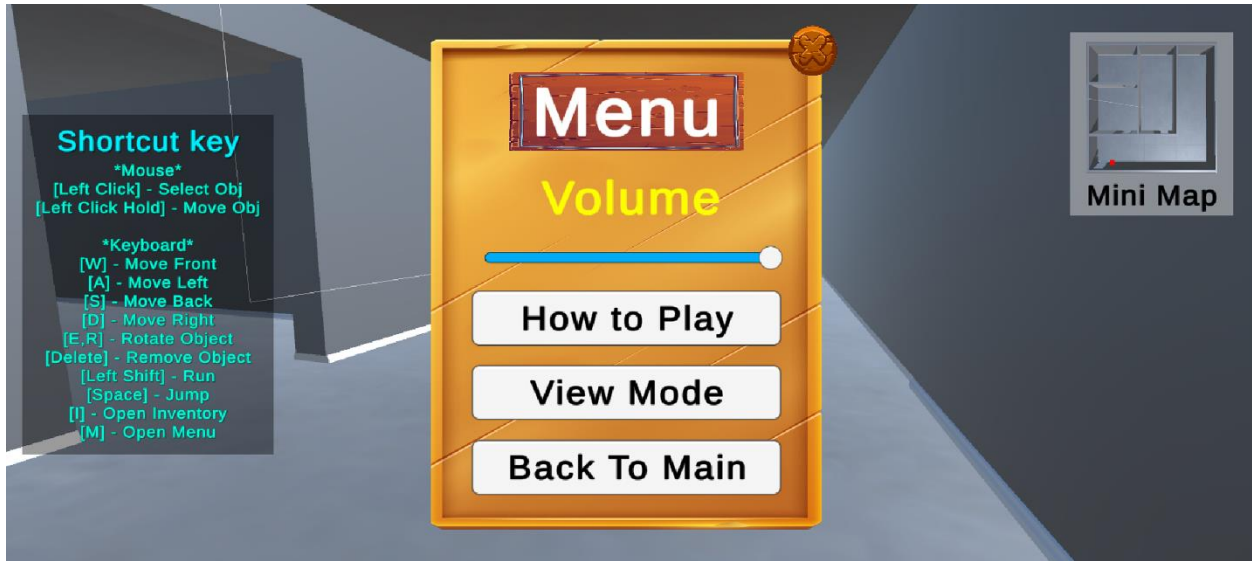 Shortcut key
*Mouse*
[Left Click] - Select Obj
[Left Click Hold] - Move Obj
*Keyboard*
[W] - Move Front
[A] - Move Left
[S] - Move Back
[D] - Move Right
[E,R] - Rotate Object
[Delete] - Remove Object
[Left Shift] - Run
[Space] - Jump
[I] - Open Inventory
[M] - Open Menu
Menu
Volume
How to Play
View Mode
Back To Main
Mini Map